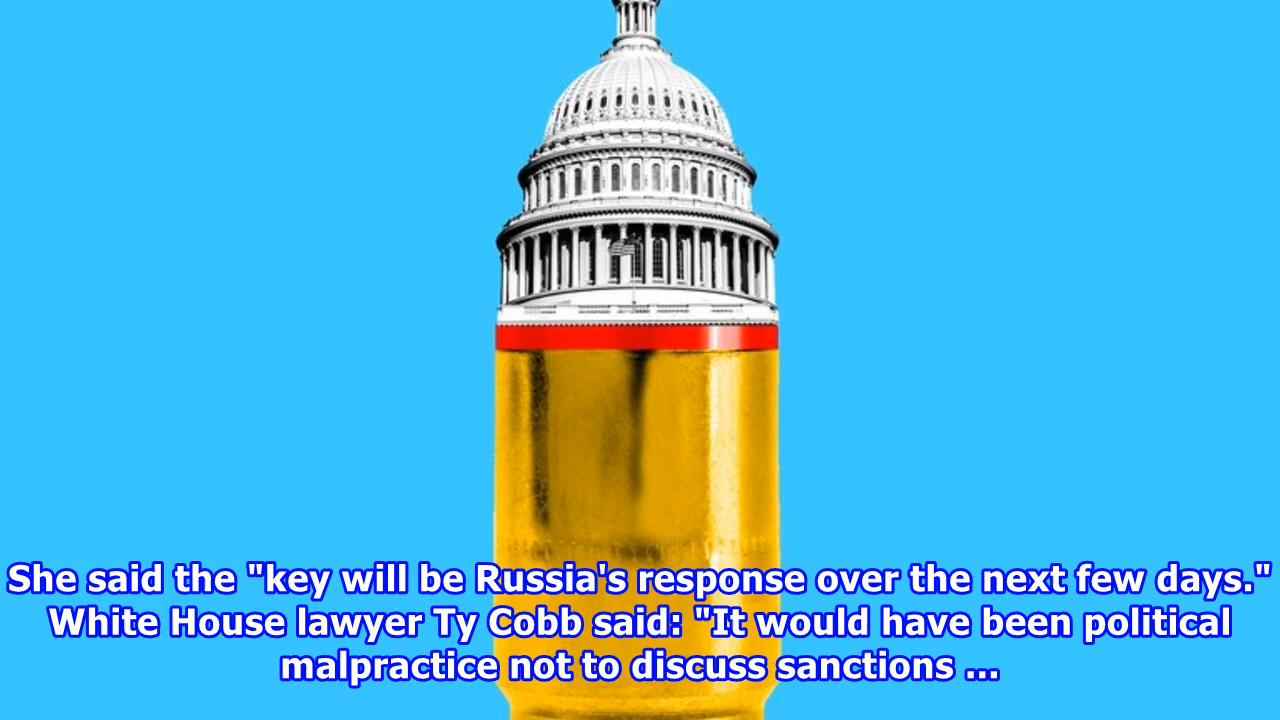 She said the "key will be Russia's response over the next few days."
White House lawyer Ty Cobb said: "It would have been political
malpractice not to discuss sanctions ...